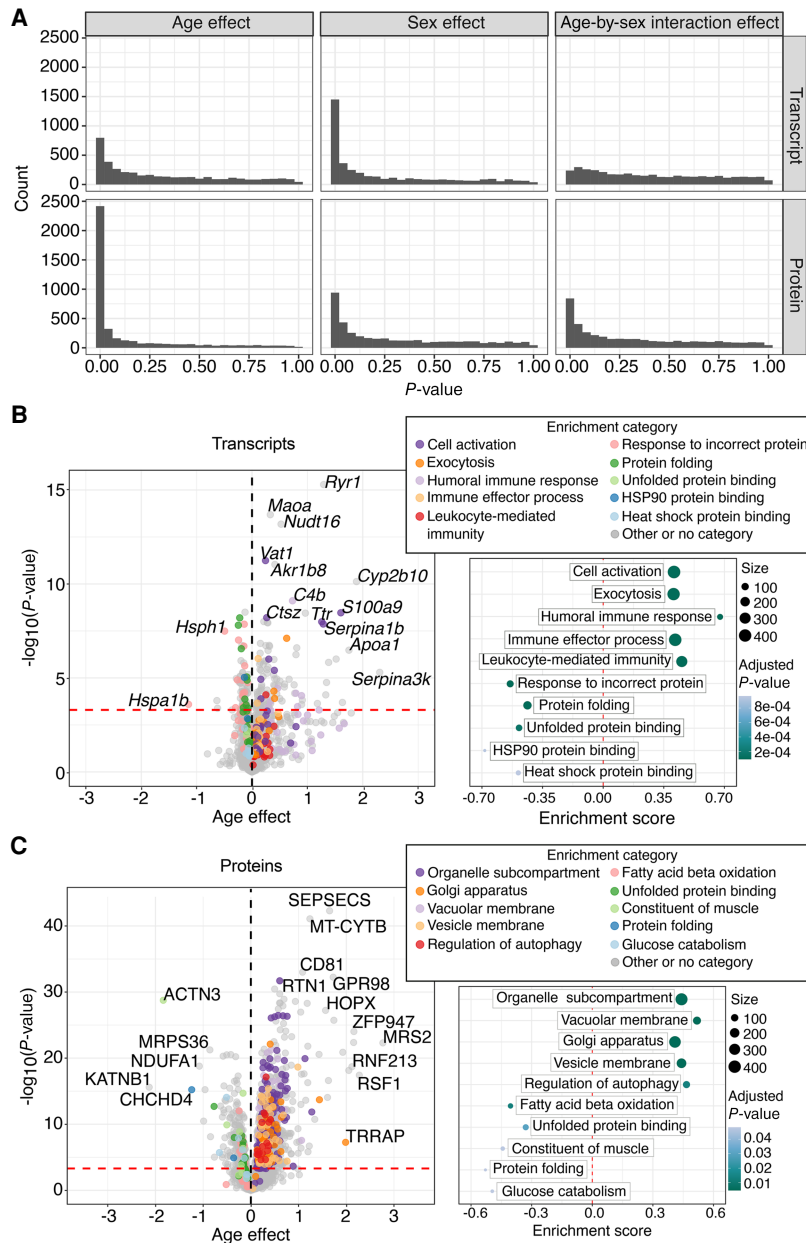 A
Age effect
Sex effect
Age-by-sex interaction effect
2500
2000
1500
1000
500
0
Transcript
Count
2500
2000
1500
1000
500
0
Protein
0.00 0.25 0.50 0.75 1.00
0.00 0.25 0.50 0.75 1.00
0.00 0.25 0.50 0.75 1.00
P-value
B
Transcripts
Enrichment category
Cell activation
Exocytosis
Humoral immune response
Immune effector process
Leukocyte-mediated
immunity
Response to incorrect protein
Protein folding
Unfolded protein binding
HSP90 protein binding
Heat shock protein binding
Other or no category
15
10
5
0
-log10(P-value)
Ryr1
Maoa
Nudt16
Vat1
Akr1b8
Cyp2b10
C4b
S100a9
Ctsz
Ttr
Serpina1b
Hsph1
Apoa1
Serpina3k
Hspa1b
-3 -2 -1 0 1 2 3
Age effect
Cell activation
Exocytosis
Humoral immune response
Immune effector process
Leukocyte-mediated immunity
Response to incorrect protein
Protein folding
Unfolded protein binding
HSP90 protein binding
Heat shock protein binding
-0.70 -0.35 0.00 0.35 0.70
Enrichment score
Size
100
200
300
400
Adjusted
P-value
8e-04
6e-04
4e-04
2e-04
C
Proteins
Enrichment category
Organelle subcompartment
Golgi apparatus
Vacuolar membrane
Vesicle membrane
Regulation of autophagy
Fatty acid beta oxidation
Unfolded protein binding
Constituent of muscle
Protein folding
Glucose catabolism
Other or no category
40
30
20
10
0
-log10(P-value)
SEPSECS
MT-CYTB
CD81
RTN1
GPR98
ACTN3
HOPX
ZFP947
MRPS36
MRS2
NDUFA1
RNF213
KATNB1
RSF1
CHCHD4
TRRAP
-3 -2 -1 0 1 2 3
Age effect
Organelle subcompartment
Vacuolar membrane
Golgi apparatus
Vesicle membrane
Regulation of autophagy
Fatty acid beta oxidation
Unfolded protein binding
Constituent of muscle
Protein folding
Glucose catabolism
-0.6 -0.3 0.0 0.3 0.6
Enrichment score
Size
100
200
300
400
Adjusted
P-value
0.04
0.03
0.02
0.01